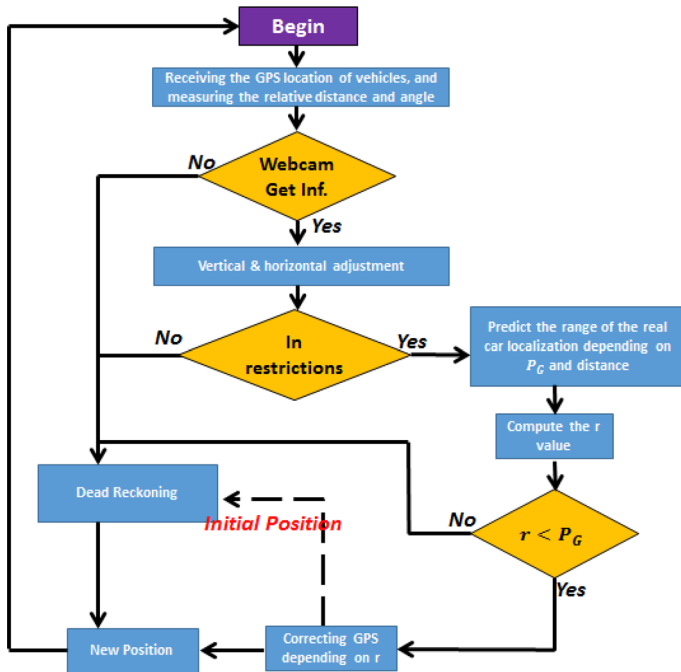 Begin
Receiving the GPS location of vehicles, and
measuring the relative distance and angle
No
Webcam
Get Inf.
Yes
Vertical & horizontal adjustment
No
In
restrictions
Yes
Predict the range of the real
car localization depending on
P_G and distance
Compute the r
value
Dead Reckoning
Initial Position
No
r < P_G
Yes
New Position
Correcting GPS
depending on r